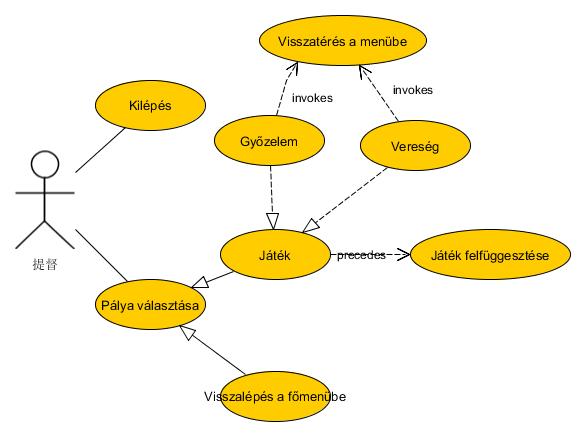 Visszatérés a menübe
invokes
invokes
Kilépés
Győzelem
Vereség
提督
Játék
precedes
Játék felfüggesztése
Pálya választása
Visszalépés a főmenübe